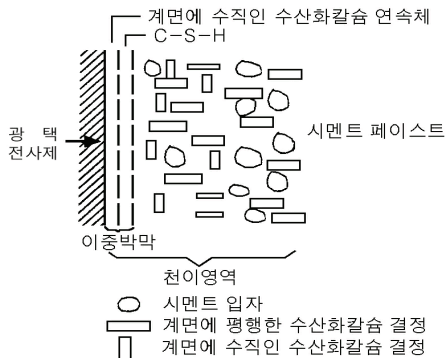 계면에 수직인 수산화칼슘 연속체
C-S-H
광 택
전사제
시멘트 페이스트
이중박막
천이영역
시멘트 입자
계면에 평행한 수산화칼슘 결정
계면에 수직인 수산화칼슘 결정